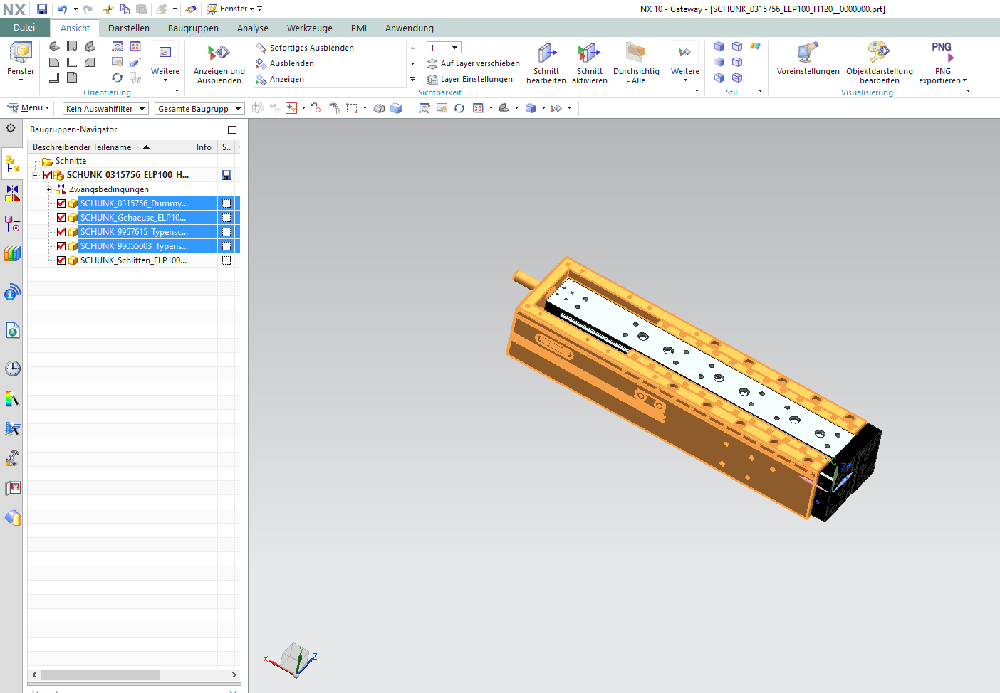 NX
Fenster
NX 10 - Gateway - [SCHUNK_0315756_ELP100_H120__0000000.prt]
Datei
Ansicht
Darstellen
Baugruppen
Analyse
Werkzeuge
PMI
Anwendung
Fenster
Weitere
Orientierung
Anzeigen und
Ausblenden
Sofortiges Ausblenden
Ausblenden
Anzeigen
1
Auf Layer verschieben
Layer-Einstellungen
Sichtbarkeit
Schnitt
bearbeiten
Schnitt
aktivieren
Durchsichtig
- Alle
Weitere
Stil
Voreinstellungen
Objektdarstellung
bearbeiten
PNG
PNG
exportieren
Visualisierung
Menü
Kein Auswahlfilter
Gesamte Baugrupp
Baugruppen-Navigator
Beschreibender Teilename
Info
S..
Schnitte
SCHUNK_0315756_ELP100_H...
Zwangsbedingungen
SCHUNK_0315756_Dummy...
SCHUNK_Gehaeuse_ELP10...
SCHUNK_9957615_Typensc...
SCHUNK_99055003_Typens...
SCHUNK_Schlitten_ELP100...
X
Y
Z